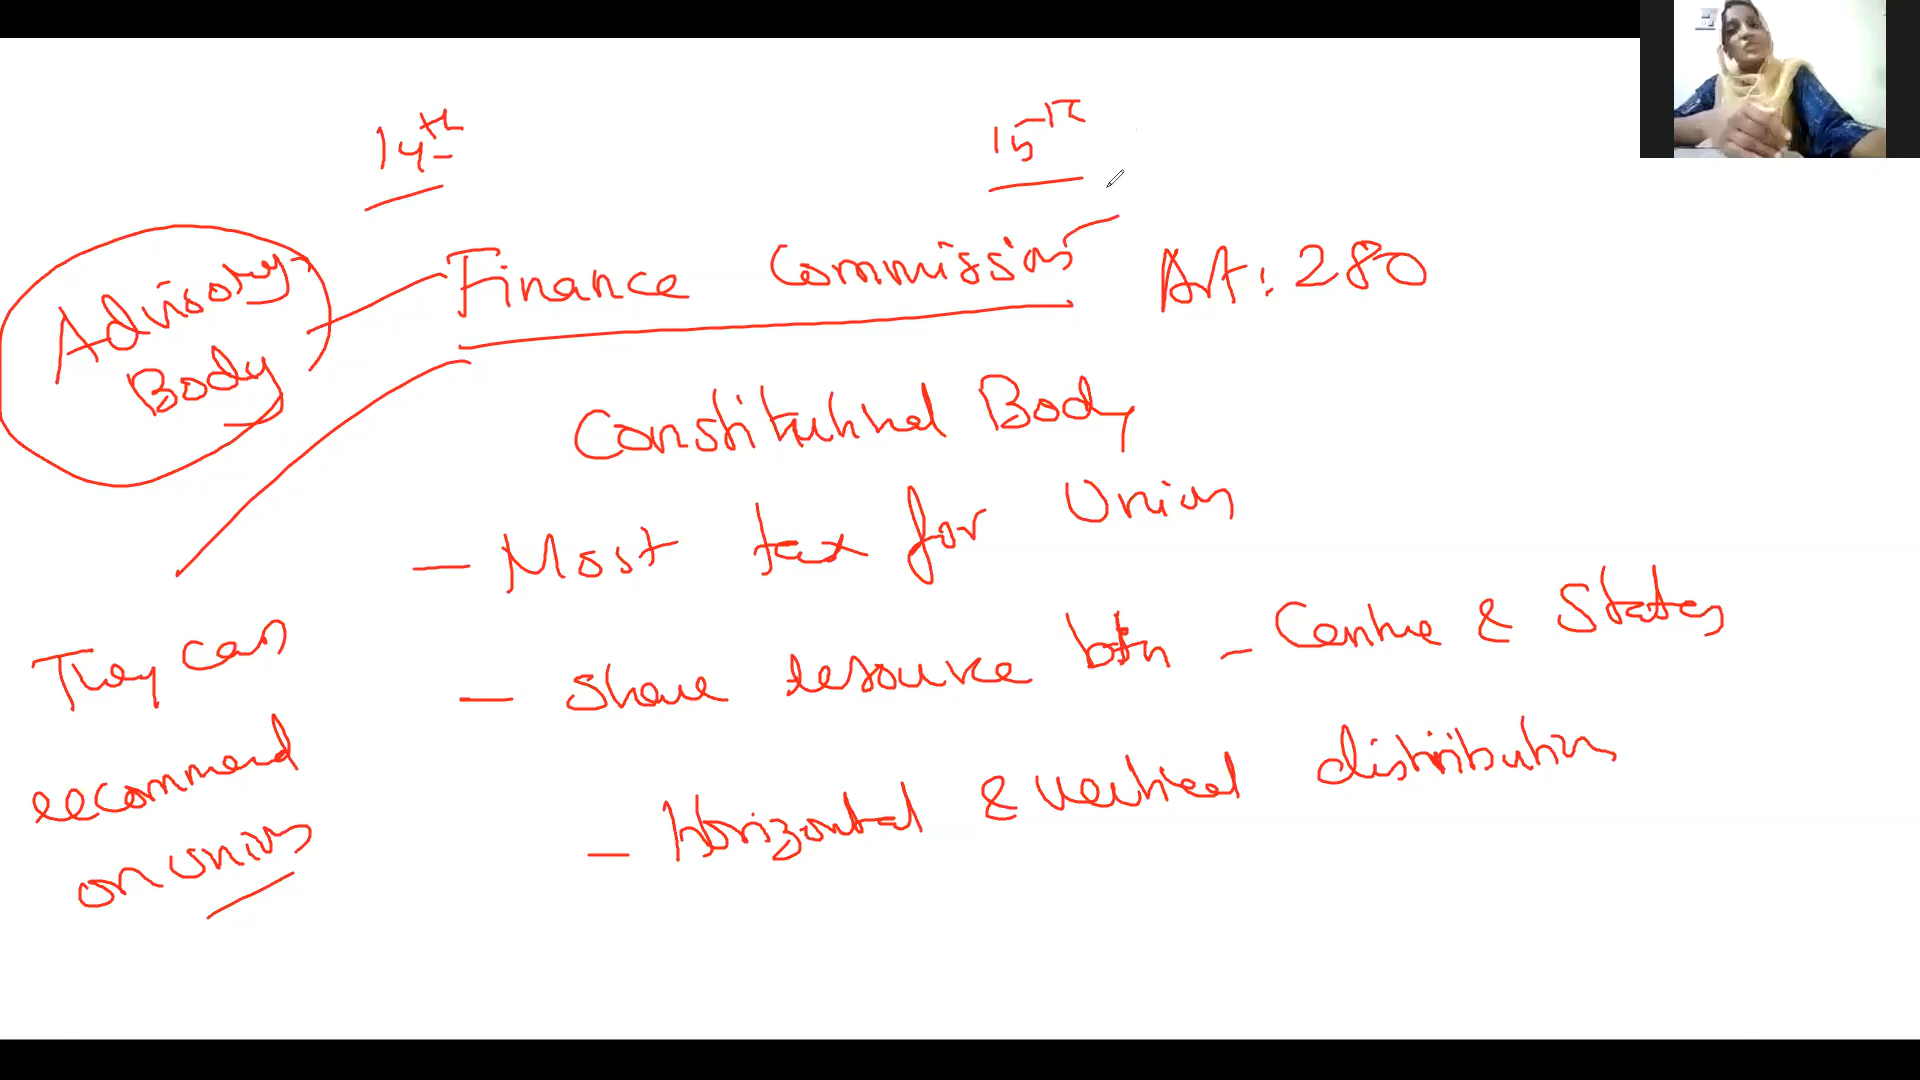 14th
15th
Advisory
Body
Finance Commission Art: 280
Constitutional Body
- Most tax for Union
- Share resource btn - Centre & States
- Horizontal & vertical distribution
They can
recommend
on union